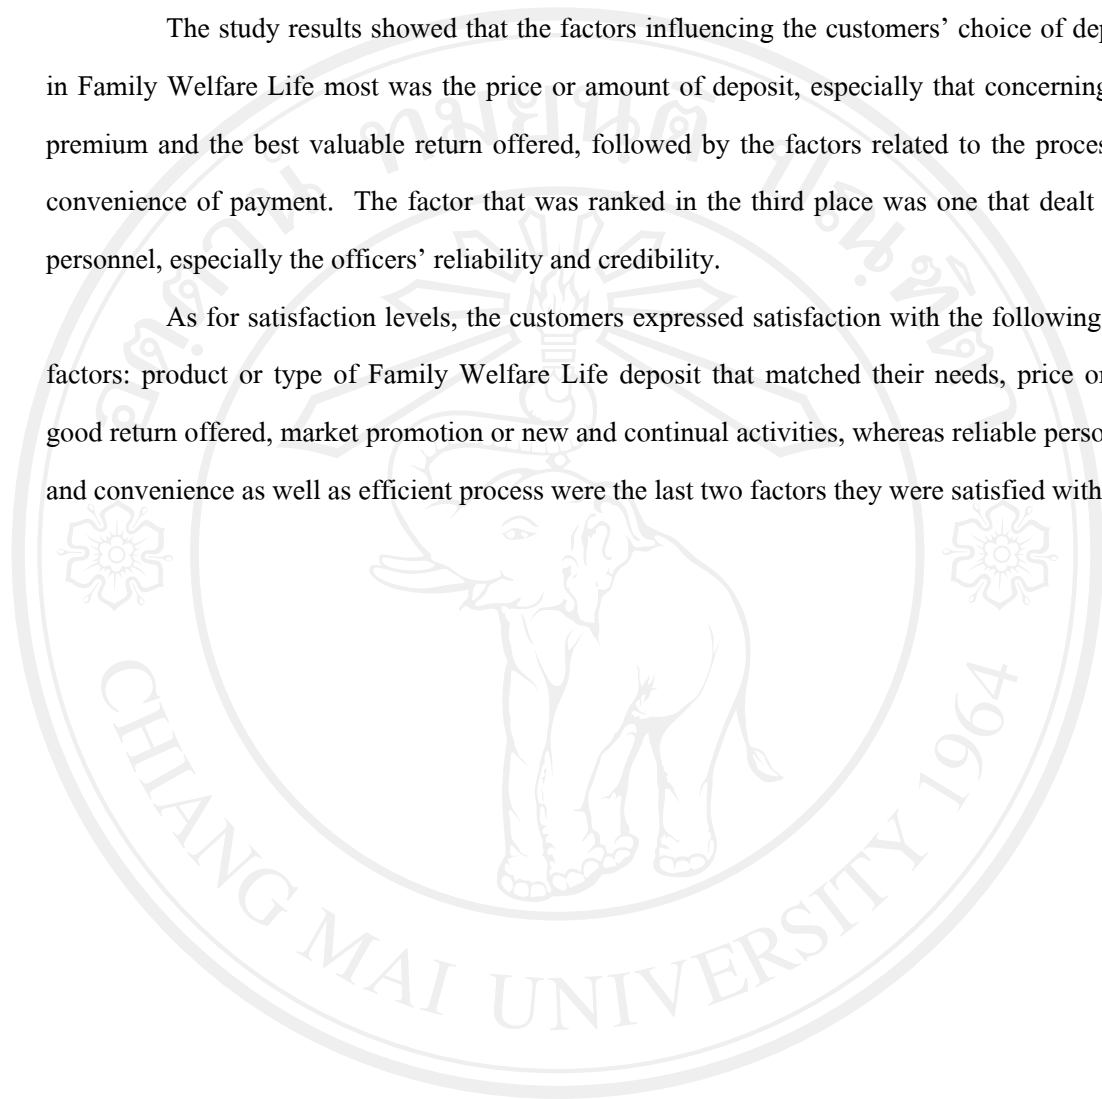 The study results showed that the factors influencing the customers’ choice of
in Family Welfare Life most was the price or amount of deposit, especially that concerning
premium and the best valuable return offered, followed by the factors related to the
convenience of payment. The factor that was ranked in the third place was one that dealt
personnel, especially the officers’ reliability and credibility.
As for satisfaction levels, the customers expressed satisfaction with the following
factors: product or type of Family Welfare Life deposit that matched their needs, price or
good return offered, market promotion or new and continual activities, whereas reliable
and convenience as well as efficient process were the last two factors they were satisfied with
CHIANG MAI UNIVERSITY 1964